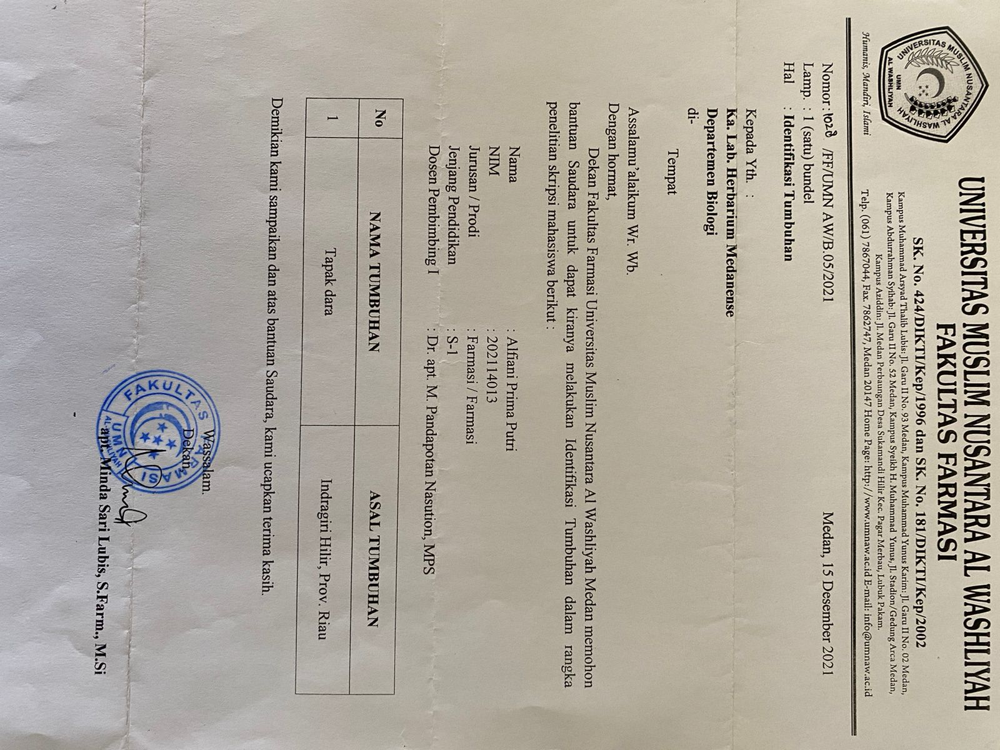 UNIVERSITAS MUSLIM NUSANTARA AL WASHLIYAH
FAKULTAS FARMASI
SK. No. 424/DIKTI/Kep/1996 dan SK. No. 181/DIKTI/Kep/2002
Kampus Muhammad Arsyad Thalib Lubis: Jl. Garu II No. 93 Medan, Kampus Muhammad Yunus Karim: Jl. Garu II No. 02 Medan,
Kampus Abdurrahman Syihab: Jl. Garu II No. 52 Medan, Kampus Syeikh H. Muhammad Yunus, Jl. Stadion/Gedung Arca Medan,
Kampus Aziddin: Jl. Medan Perbaungan Desa Sukamandi Hilir Kec. Pagar Merbau, Lubuk Pakam.
Telp. (061) 7867044, Fax. 7862747, Medan 20147 Home Page: http://www.umnaw.ac.id E-mail: info@umnaw.ac.id
UNIVERSITAS MUSLIM NUSANTARA AL WASHLIYAH
UMN
AL WASHLIYAH
Humanis, Mandiri, Islami
Nomor : 1028 /FF/UMN AW/B.05/2021 Medan, 15 Desember 2021
Lamp. : 1 (satu) bundel
Hal : Identifikasi Tumbuhan
Kepada Yth. :
Ka. Lab. Herbarium Medanense
Departemen Biologi
di-
Tempat
Assalamu'alaikum Wr. Wb.
Dengan hormat,
Dekan Fakultas Farmasi Universitas Muslim Nusantara Al Washliyah Medan memohon
bantuan Saudara untuk dapat kiranya melakukan Identifikasi Tumbuhan dalam rangka
penelitian skripsi mahasiswa berikut :
Nama : Alfiani Prima Putri
NIM : 202114013
Jurusan / Prodi : Farmasi / Farmasi
Jenjang Pendidikan : S-1
Dosen Pembimbing I : Dr. apt. M. Pandapotan Nasution, MPS
No NAMA TUMBUHAN ASAL TUMBUHAN
1 Tapak dara Indragiri Hilir, Prov. Riau
Demikian kami sampaikan dan atas bantuan Saudara, kami ucapkan terima kasih.
Wassalam.
Dekan,
FAKULTAS FARMASI
UMN
AL-WASHLIYAH
apt. Minda Sari Lubis, S.Farm., M.Si